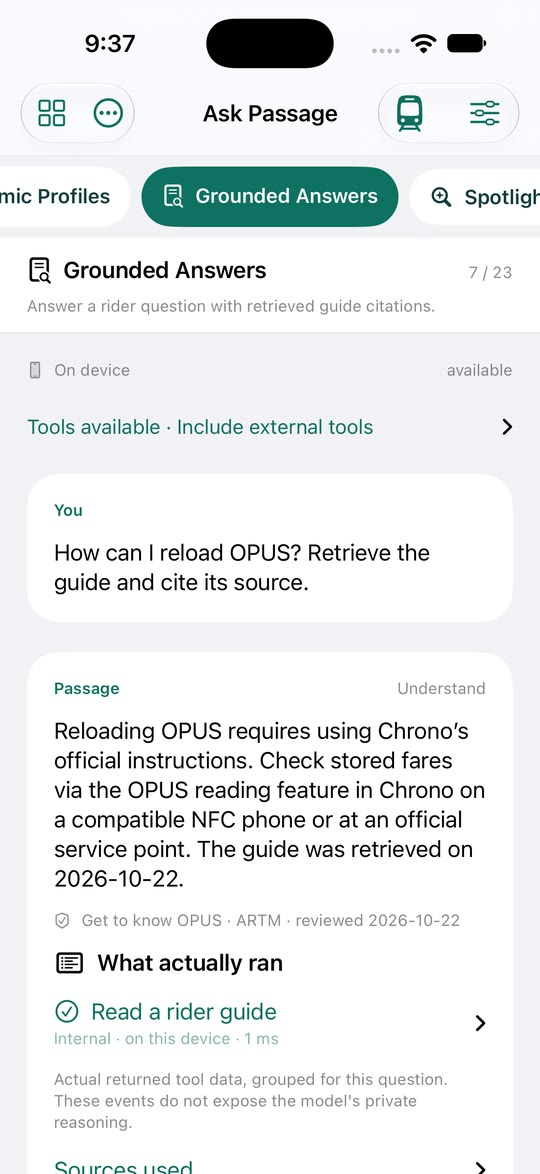 9:37
Ask Passage
mic Profiles
Grounded Answers
Spotligh
Grounded Answers
7 / 23
Answer a rider question with retrieved guide citations.
On device
available
Tools available · Include external tools
You
How can I reload OPUS? Retrieve the
guide and cite its source.
Passage
Understand
Reloading OPUS requires using Chrono’s
official instructions. Check stored fares
via the OPUS reading feature in Chrono on
a compatible NFC phone or at an official
service point. The guide was retrieved on
2026-10-22.
Get to know OPUS · ARTM · reviewed 2026-10-22
What actually ran
Read a rider guide
Internal · on this device · 1 ms
Actual returned tool data, grouped for this question.
These events do not expose the model's private
reasoning.
Sources used